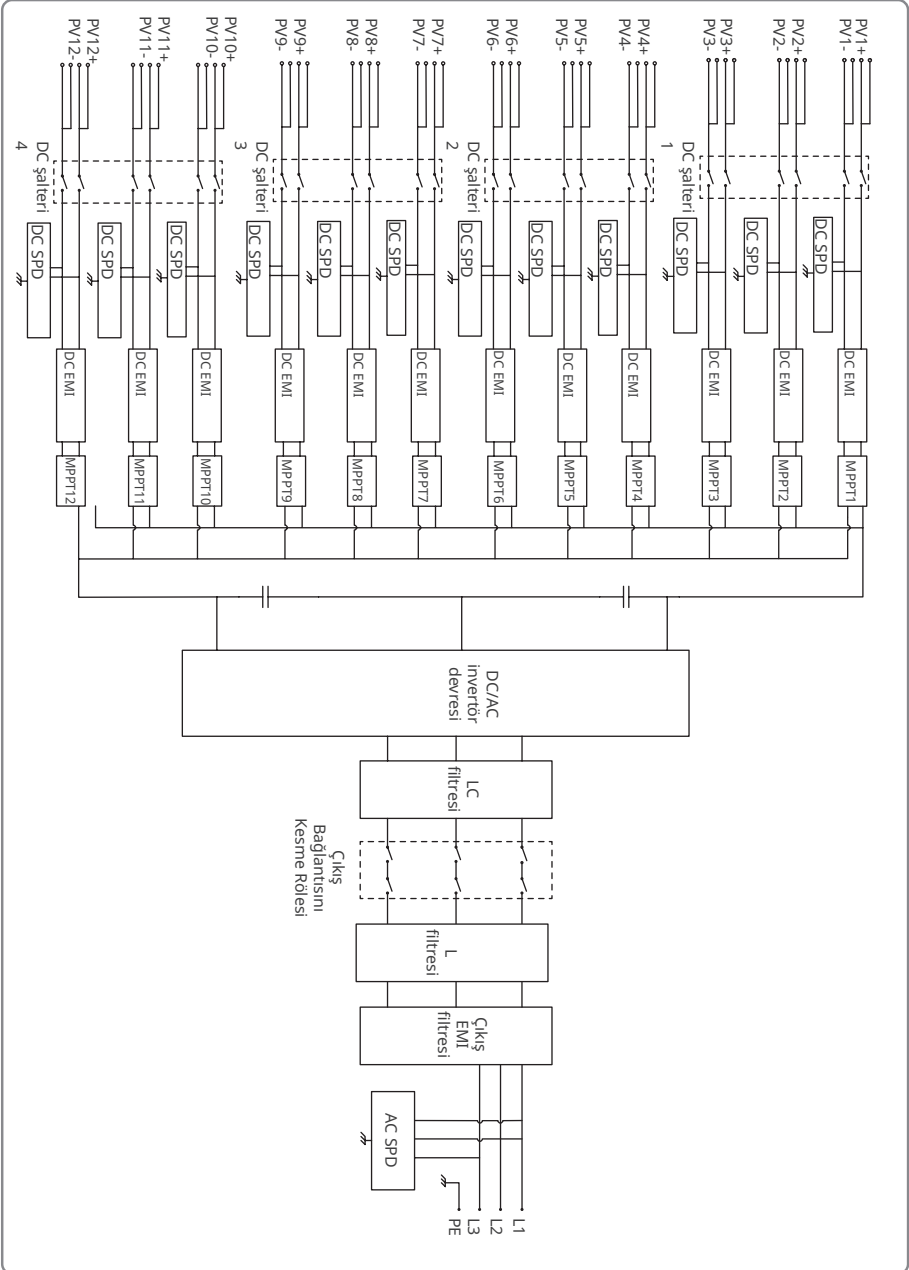 PV1+
PV1-
PV2+
PV2-
PV3+
PV3-
PV4+
PV4-
PV5+
PV5-
PV6+
PV6-
PV7+
PV7-
PV8+
PV8-
PV9+
PV9-
PV10+
PV10-
PV11+
PV11-
PV12+
PV12-
DC şalteri
1
DC şalteri
2
DC şalteri
3
DC şalteri
4
DC SPD
DC SPD
DC SPD
DC SPD
DC SPD
DC SPD
DC SPD
DC SPD
DC SPD
DC SPD
DC SPD
DC SPD
DC EMI
DC EMI
DC EMI
DC EMI
DC EMI
DC EMI
DC EMI
DC EMI
DC EMI
DC EMI
DC EMI
DC EMI
MPPT1
MPPT2
MPPT3
MPPT4
MPPT5
MPPT6
MPPT7
MPPT8
MPPT9
MPPT10
MPPT11
MPPT12
DC/AC
invertör
devresi
LC
filtresi
Çıkış
Bağlantısını
Kesme Rölesi
L
filtresi
Çıkış
EMI
filtresi
AC SPD
L1
L2
L3
PE